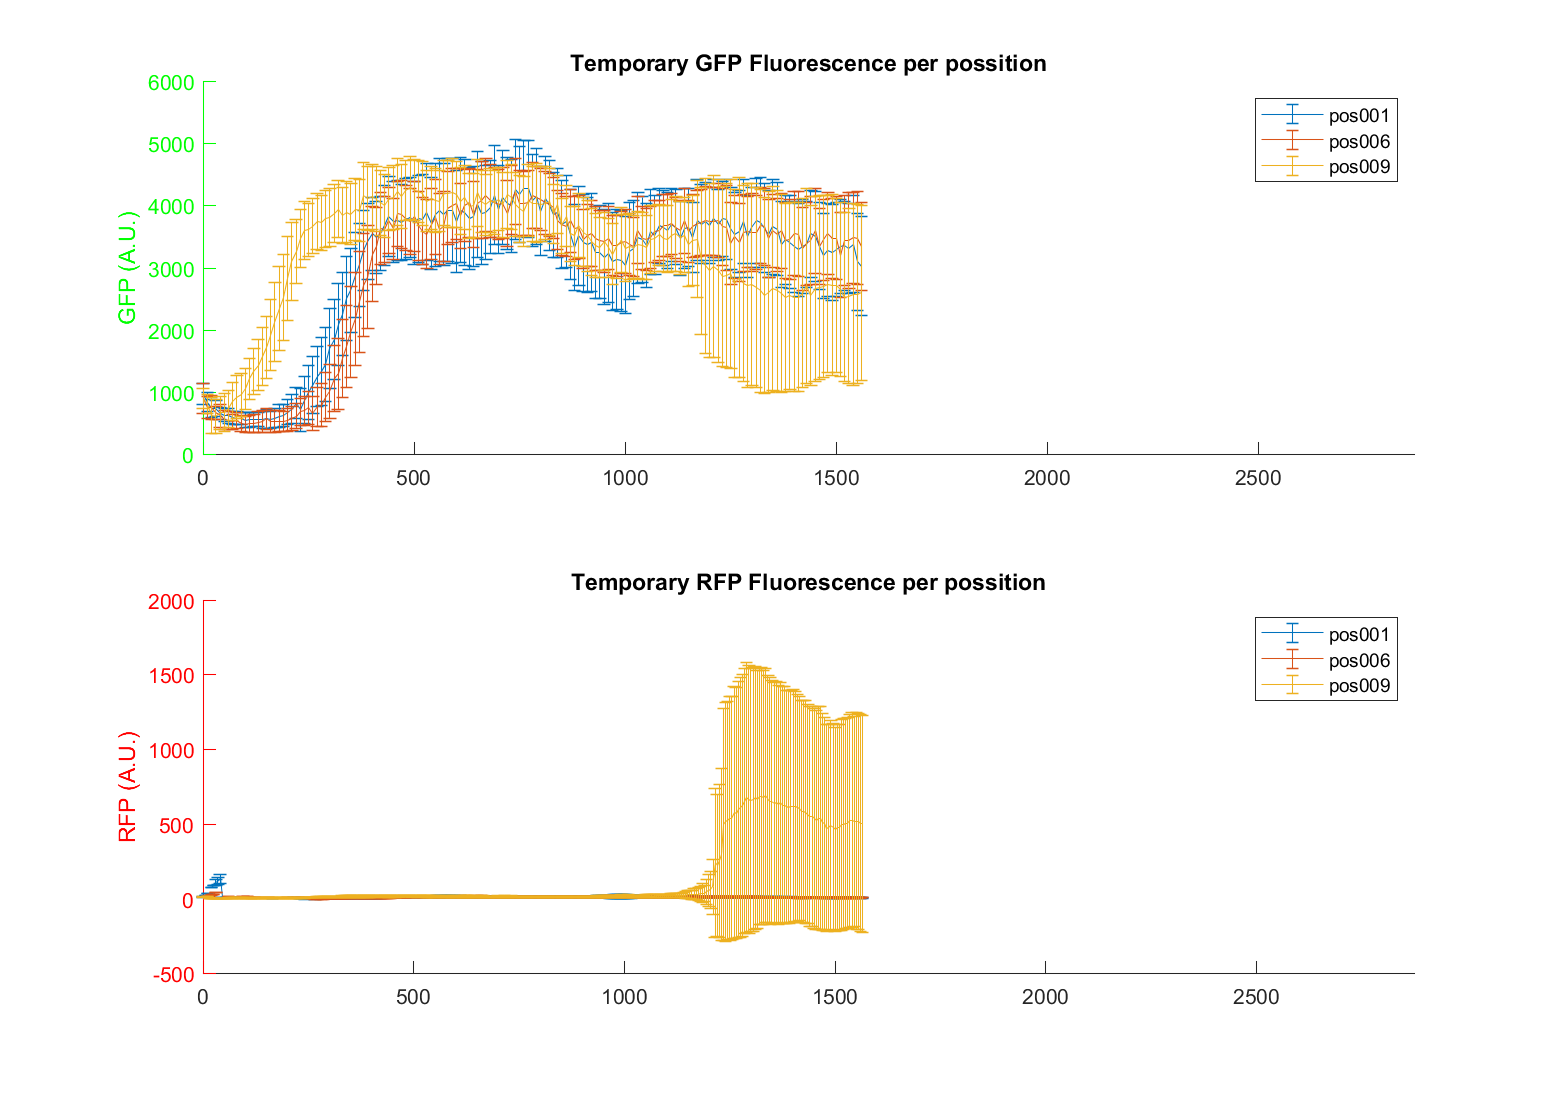 Temporary GFP Fluorescence per possition
GFP (A.U.)
6000
5000
4000
3000
2000
1000
0
0 500 1000 1500 2000 2500
pos001
pos006
pos009
Temporary RFP Fluorescence per possition
RFP (A.U.)
2000
1500
1000
500
0
-500
0 500 1000 1500 2000 2500
pos001
pos006
pos009